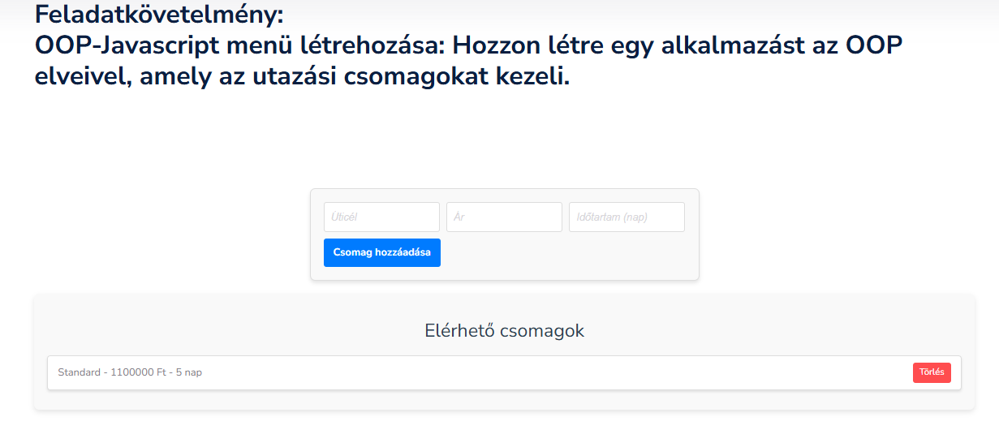 Feladatkövetelmény:
OOP-Javascript menü létrehozása: Hozzon létre egy alkalmazást az OOP
elveivel, amely az utazási csomagokat kezeli.
Úticél Ár Időtartam (nap)
Csomag hozzáadása
Elérhető csomagok
Standard - 1100000 Ft - 5 nap Törlés